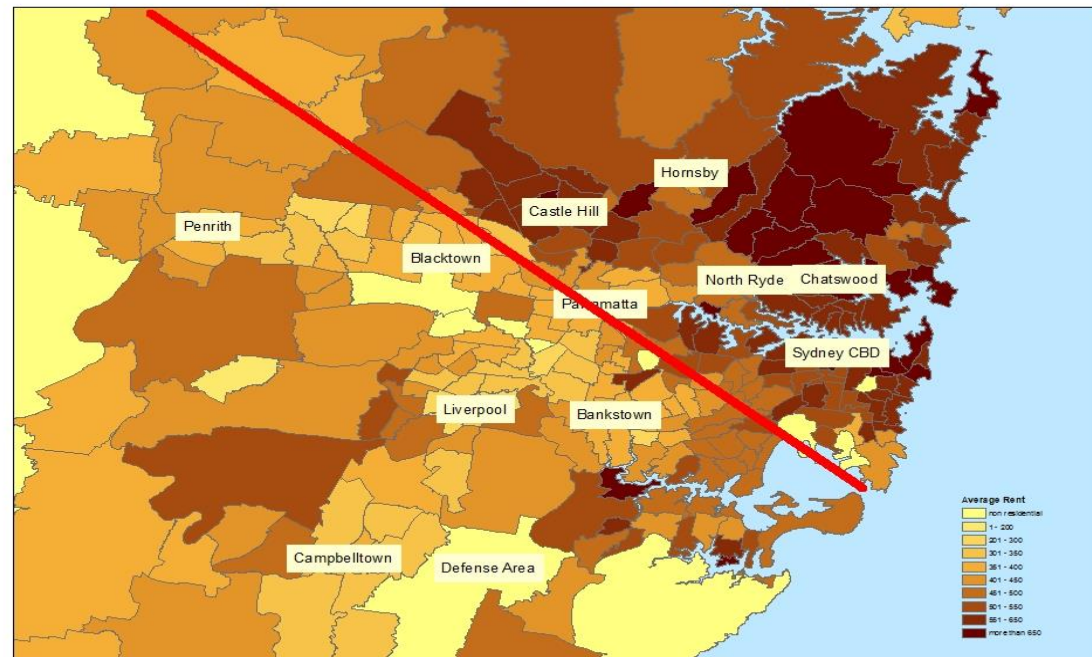 Hornsby
Castle Hill
Penrith
Blacktown
North Ryde
Chatswood
Parramatta
Sydney CBD
Liverpool
Bankstown
Campbelltown
Defense Area
Average Rent
non residential
1 - 200
201 - 300
301 - 350
351 - 400
401 - 450
451 - 500
501 - 550
551 - 650
more than 650